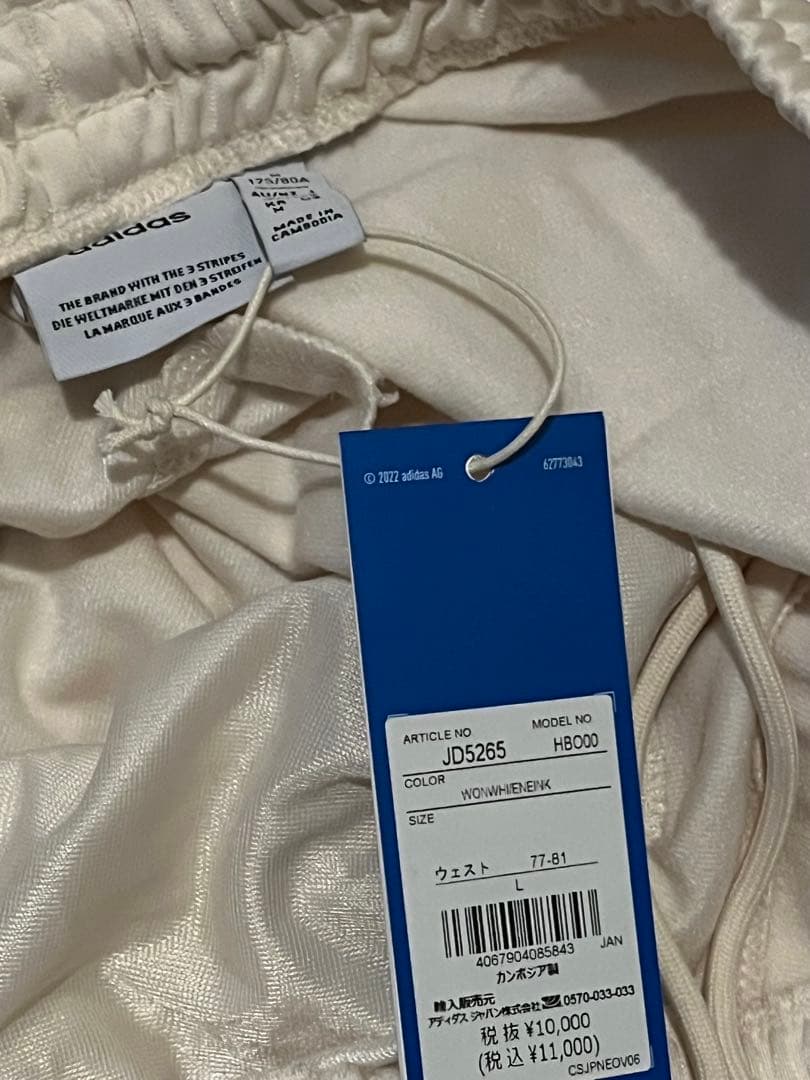 M
175/80A
KR
M
MADE IN
CAMBODIA
adidas
THE BRAND WITH THE 3 STRIPES
DIE WELTMARKE MIT DEN 3 STREIFEN
LA MARQUE AUX 3 BANDES
© 2022 adidas AG
62773043
ARTICLE NO
MODEL NO
JD5265
HBO00
COLOR
WONWHI/ENEINK
SIZE
ウェスト 77-81
L
4067904085843
JAN
カンボジア製
輸入販売元
アディダス ジャパン株式会社 0570-033-033
税 抜 ¥10,000
(税 込 ¥11,000)
CSJPNEOV06